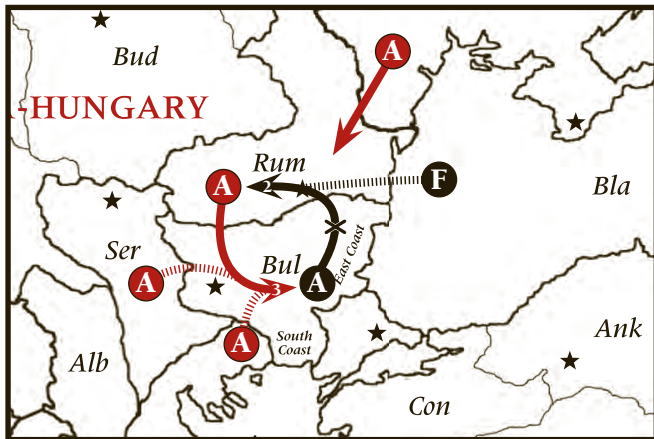 Bud
-HUNGARY
A
Rum
A
2
F
Bla
Ser
A
Bul
3
A
East Coast
A
South
Coast
Alb
Con
Ank